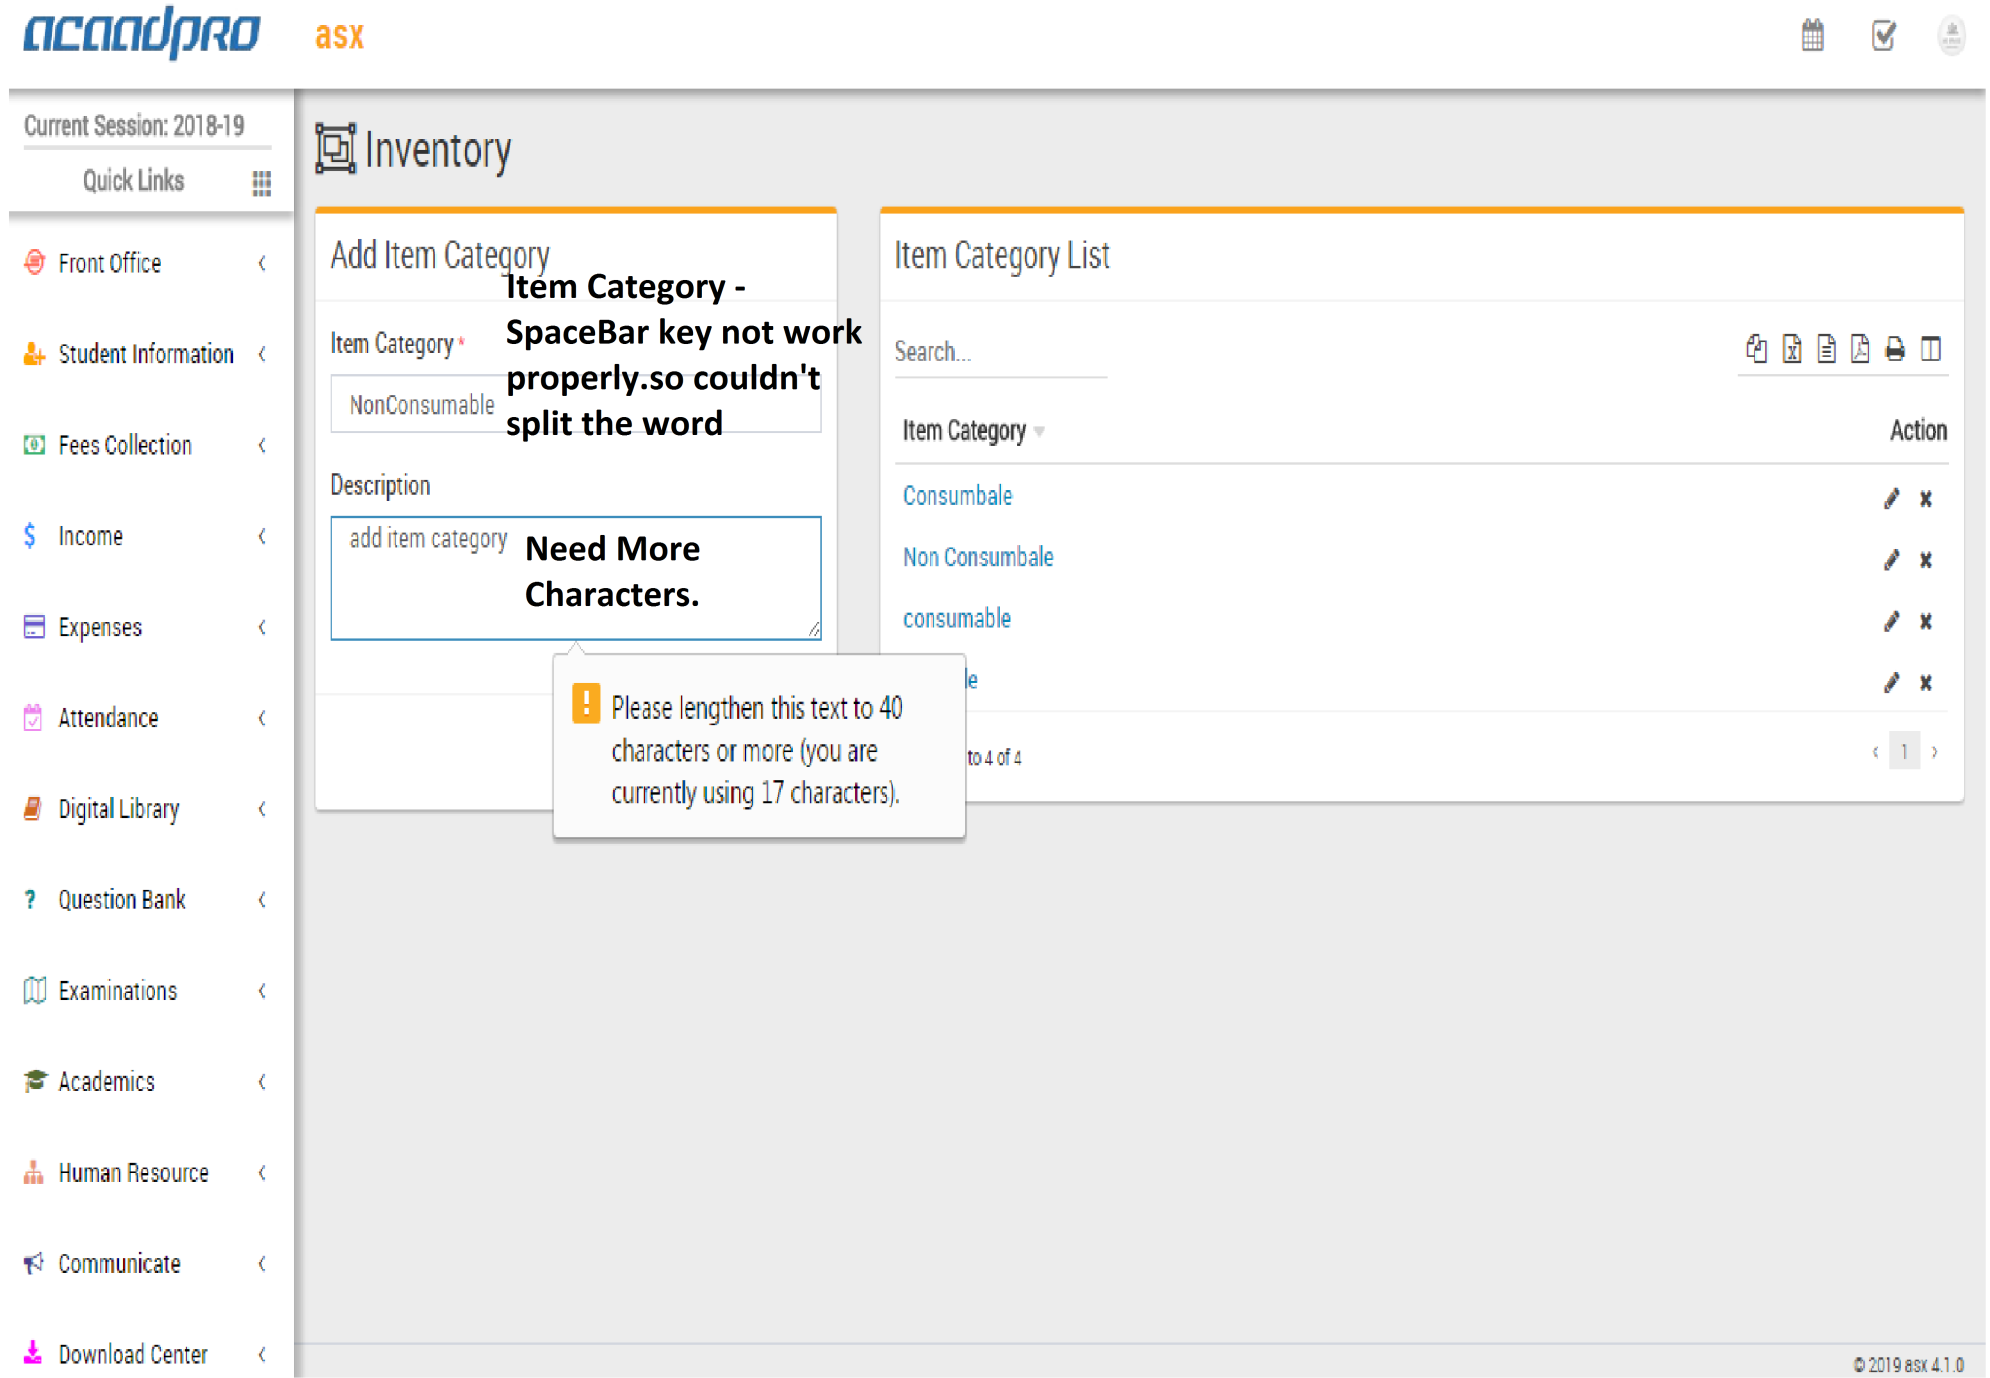 acaadpro
asx
Current Session: 2018-19
Quick Links
Front Office
Student Information
Fees Collection
Income
Expenses
Attendance
Digital Library
Question Bank
Examinations
Academics
Human Resource
Communicate
Download Center
Inventory
Add Item Category
Item Category -
SpaceBar key not work
properly.so couldn't
split the word
Item Category *
NonConsumable
Description
add item category
Need More
Characters.
Please lengthen this text to 40
characters or more (you are
currently using 17 characters).
Item Category List
Search...
Item Category Action
Consumbale
Non Consumbale
consumable
to 4 of 4
1
© 2019 asx 4.1.0